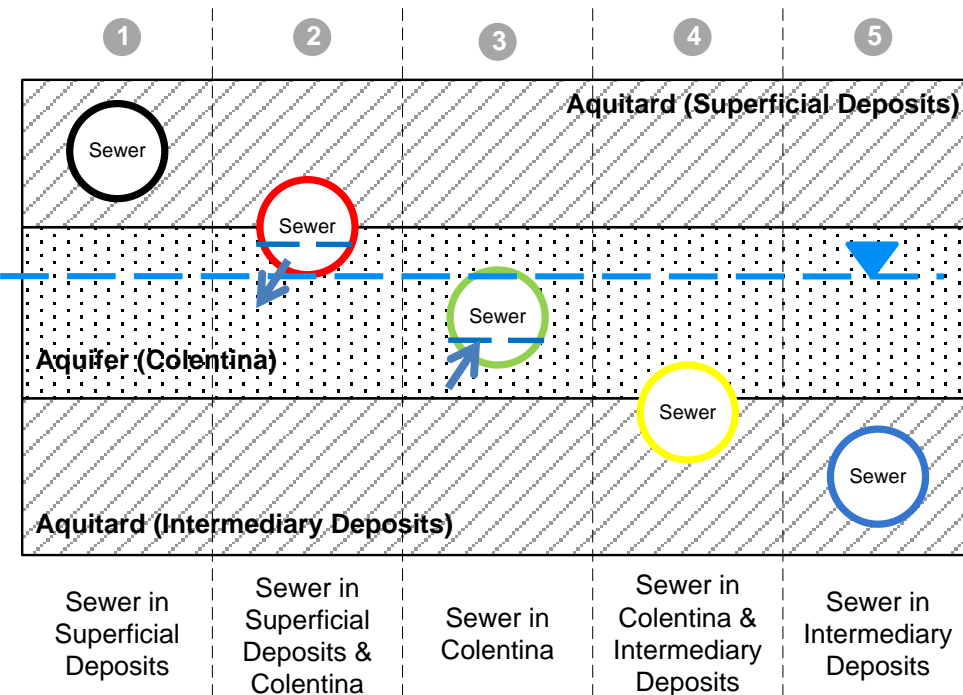 1
2
3
4
5
Aquitard (Superficial Deposits)
Sewer
Sewer
Sewer
Aquifer (Colentina)
Sewer
Sewer
Aquitard (Intermediary Deposits)
Sewer in
Superficial
Deposits
Sewer in
Superficial
Deposits &
Colentina
Sewer in
Colentina
Sewer in
Colentina &
Intermediary
Deposits
Sewer in
Intermediary
Deposits